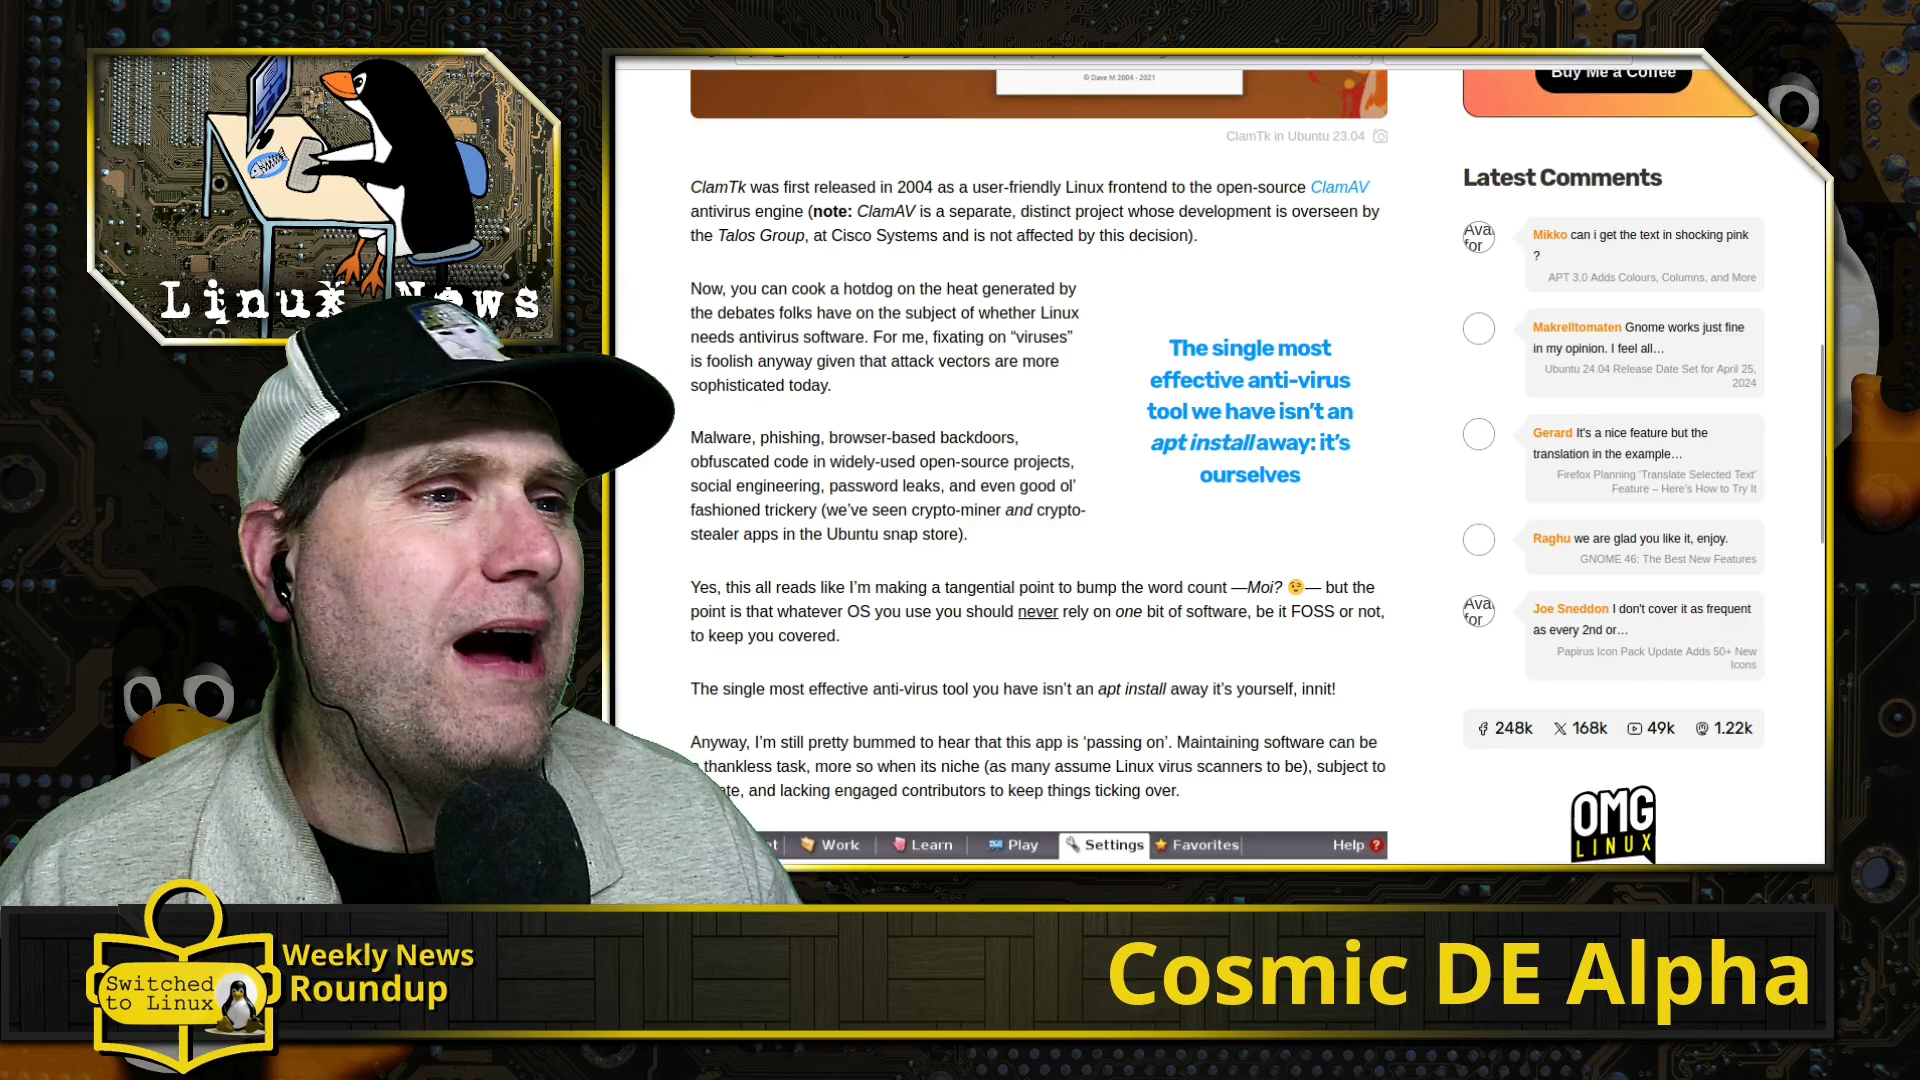 Linux News
© Dave M 2004 - 2021
ClamTk in Ubuntu 23.04
ClamTk was first released in 2004 as a user-friendly Linux frontend to the open-source ClamAV
antivirus engine (note: ClamAV is a separate, distinct project whose development is overseen by
the Talos Group, at Cisco Systems and is not affected by this decision).
Now, you can cook a hotdog on the heat generated by
the debates folks have on the subject of whether Linux
needs antivirus software. For me, fixating on “viruses”
is foolish anyway given that attack vectors are more
sophisticated today.
Malware, phishing, browser-based backdoors,
obfuscated code in widely-used open-source projects,
social engineering, password leaks, and even good ol’
fashioned trickery (we’ve seen crypto-miner and crypto-
stealer apps in the Ubuntu snap store).
The single most
effective anti-virus
tool we have isn’t an
apt install away: it’s
ourselves
Yes, this all reads like I’m making a tangential point to bump the word count —Moi? 😉— but the
point is that whatever OS you use you should never rely on one bit of software, be it FOSS or not,
to keep you covered.
The single most effective anti-virus tool you have isn’t an apt install away it’s yourself, innit!
Anyway, I’m still pretty bummed to hear that this app is ‘passing on’. Maintaining software can be
thankless task, more so when its niche (as many assume Linux virus scanners to be), subject to
and lacking engaged contributors to keep things ticking over.
Work Learn Play Settings Favorites Help ?
Buy Me a Coffee
Latest Comments
Ava
for
Mikko can i get the text in shocking pink
?
APT 3.0 Adds Colours, Columns, and More
Makrelltomaten Gnome works just fine
in my opinion. I feel all…
Ubuntu 24.04 Release Date Set for April 25,
2024
Gerard It's a nice feature but the
translation in the example…
Firefox Planning ‘Translate Selected Text’
Feature – Here’s How to Try It
Raghu we are glad you like it, enjoy.
GNOME 46: The Best New Features
Ava
for
Joe Sneddon I don't cover it as frequent
as every 2nd or…
Papirus Icon Pack Update Adds 50+ New
Icons
248k 168k 49k 1.22k
OMG
LINUX
Switched
to Linux
Weekly News
Roundup
Cosmic DE Alpha